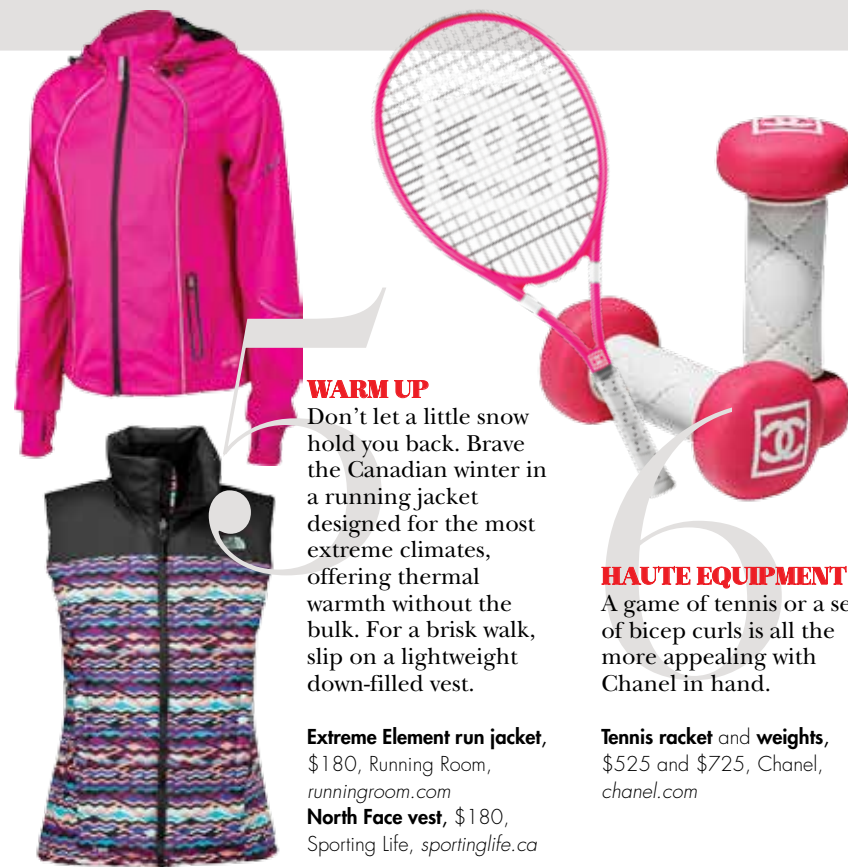 5
WARM UP
Don’t let a little snow
hold you back. Brave
the Canadian winter in
a running jacket
designed for the most
extreme climates,
offering thermal
warmth without the
bulk. For a brisk walk,
slip on a lightweight
down-filled vest.
Extreme Element run jacket,
$180, Running Room,
runningroom.com
North Face vest, $180,
Sporting Life, sportinglife.ca
6
HAUTE EQUIPMENT
A game of tennis or a se
of bicep curls is all the
more appealing with
Chanel in hand.
Tennis racket and weights,
$525 and $725, Chanel,
chanel.com